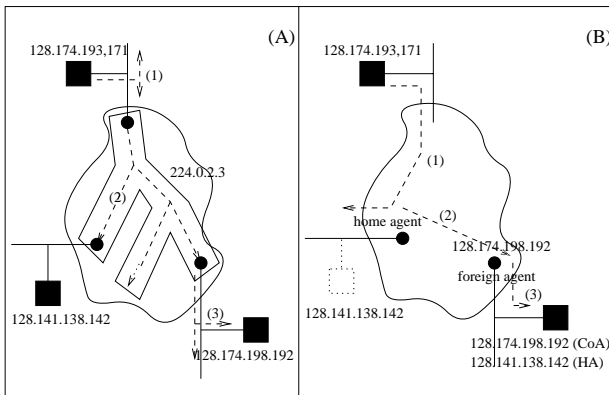 (A)
128.174.193,171
(1)
224.0.2.3
(2)
128.141.138.142
(3)
128.174.198.192
(B)
128.174.193,171
(1)
(2)
home agent
128.174.198.192
foreign agent
(3)
128.141.138.142
128.174.198.192 (CoA)
128.141.138.142 (HA)